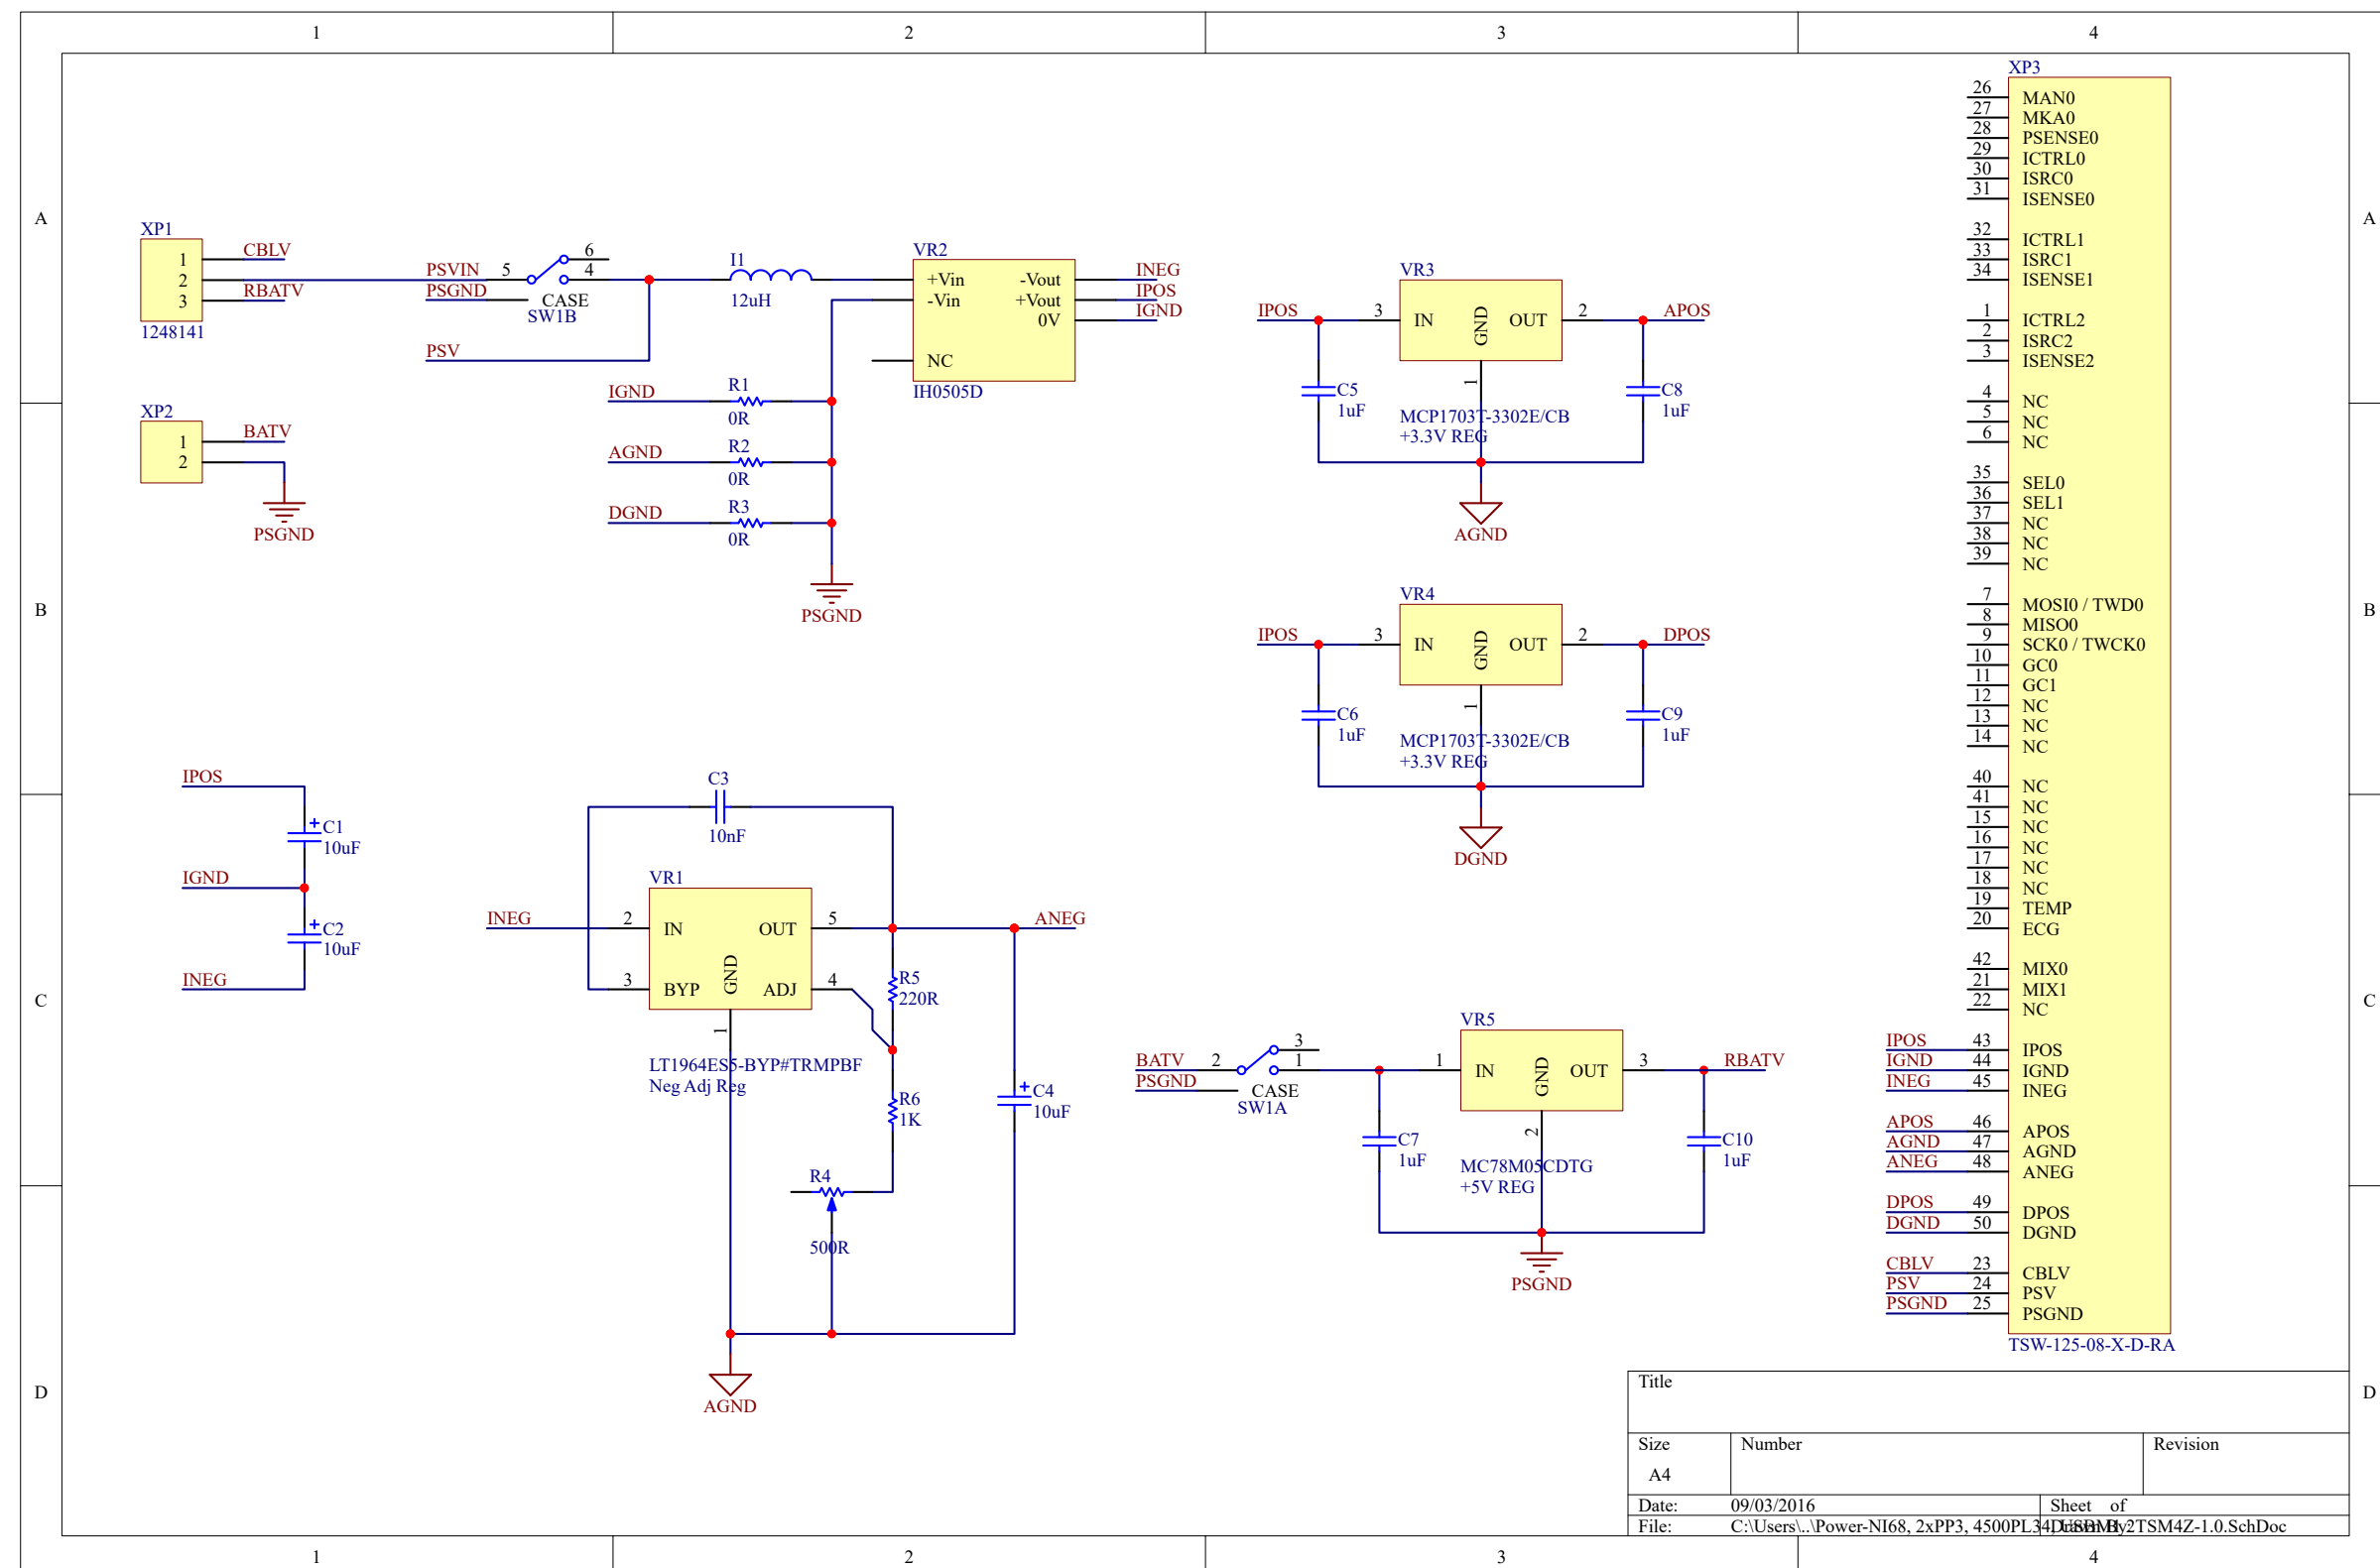 1 2 3 4
A A
B B
C C
D D
1 2 3 4
XP1
1 CBLV
2
3 RBATV
1248141
PSVIN 5 6
4
PSGND CASE
SW1B
PSV
I1
12uH
VR2
+Vin -Vout INEG
-Vin +Vout IPOS
0V IGND
NC
IH0505D
XP2
1 BATV
2
PSGND
IGND R1
0R
AGND R2
0R
DGND R3
0R
PSGND
VR3
IPOS 3 IN GND OUT 2 APOS
1
C5
1uF
C8
1uF
MCP1703T-3302E/CB
+3.3V REG
AGND
VR4
IPOS 3 IN GND OUT 2 DPOS
1
C6
1uF
C9
1uF
MCP1703T-3302E/CB
+3.3V REG
DGND
IPOS
+ C1
10uF
IGND
+ C2
10uF
INEG
C3
10nF
VR1
INEG 2 IN OUT 5 ANEG
3 BYP GND ADJ 4
1
LT1964ES5-BYP#TRMPBF
Neg Adj Reg
R5
220R
R6
1K
+ C4
10uF
R4
500R
AGND
BATV 2 3
1
PSGND CASE
SW1A
VR5
1 IN GND OUT 3 RBATV
2
C7
1uF
C10
1uF
MC78M05CDTG
+5V REG
PSGND
XP3
26 MAN0
27 MKA0
28 PSENSE0
29 ICTRL0
30 ISRC0
31 ISENSE0
32 ICTRL1
33 ISRC1
34 ISENSE1
1 ICTRL2
2 ISRC2
3 ISENSE2
4 NC
5 NC
6 NC
35 SEL0
36 SEL1
37 NC
38 NC
39 NC
7 MOSI0 / TWD0
8 MISO0
9 SCK0 / TWCK0
10 GC0
11 GC1
12 NC
13 NC
14 NC
40 NC
41 NC
15 NC
16 NC
17 NC
18 NC
19 TEMP
20 ECG
42 MIX0
21 MIX1
22 NC
IPOS 43 IPOS
IGND 44 IGND
INEG 45 INEG
APOS 46 APOS
AGND 47 AGND
ANEG 48 ANEG
DPOS 49 DPOS
DGND 50 DGND
CBLV 23 CBLV
PSV 24 PSV
PSGND 25 PSGND
TSW-125-08-X-D-RA
Title
Size Number Revision
A4
Date: 09/03/2016 Sheet of
File: C:\Users\..\Power-NI68, 2xPP3, 4500PL34, 2TSM4Z-1.0.SchDoc